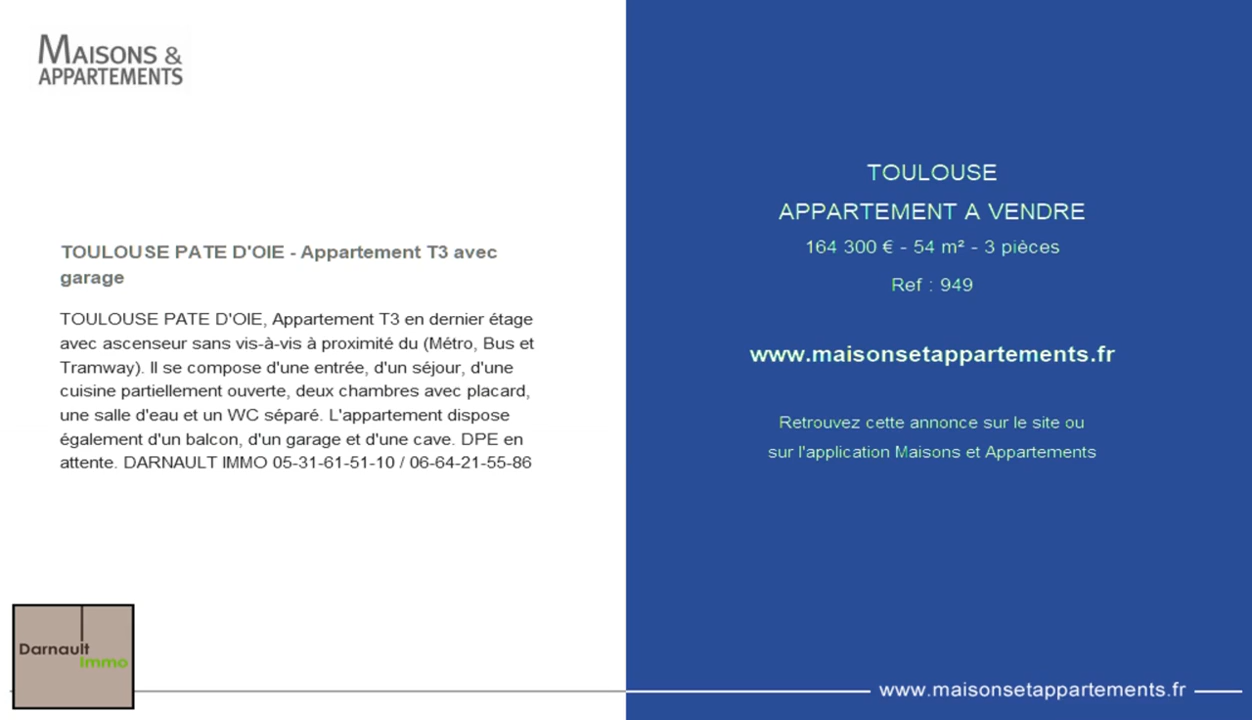 MAISONS &
APPARTEMENTS
TOULOUSE PATE D'OIE - Appartement T3 avec
garage
TOULOUSE PATE D'OIE, Appartement T3 en dernier étage
avec ascenseur sans vis-à-vis à proximité du (Métro, Bus et
Tramway). Il se compose d'une entrée, d'un séjour, d'une
cuisine partiellement ouverte, deux chambres avec placard,
une salle d'eau et un WC séparé. L'appartement dispose
également d'un balcon, d'un garage et d'une cave. DPE en
attente. DARNAULT IMMO 05-31-61-51-10 / 06-64-21-55-86
Darnault
Immo
TOULOUSE
APPARTEMENT A VENDRE
164 300 € - 54 m² - 3 pièces
Ref : 949
www.maisonsetappartements.fr
Retrouvez cette annonce sur le site ou
sur l'application Maisons et Appartements
www.maisonsetappartements.fr